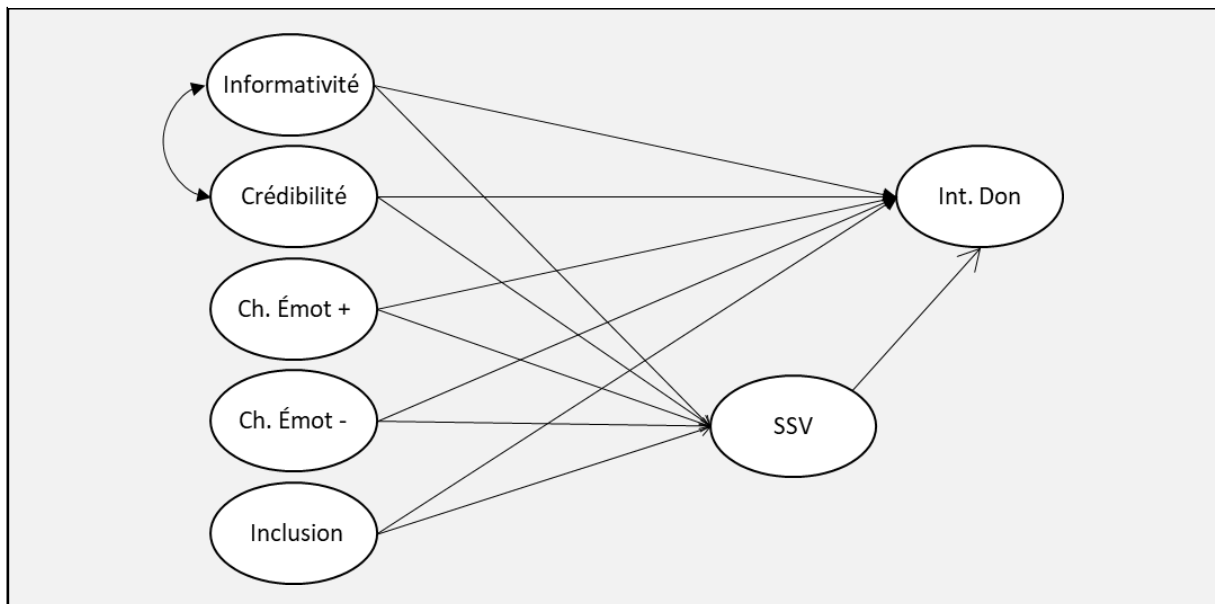 Informativité
Crédibilité
Int. Don
Ch. Émot +
Ch. Émot -
SSV
Inclusion